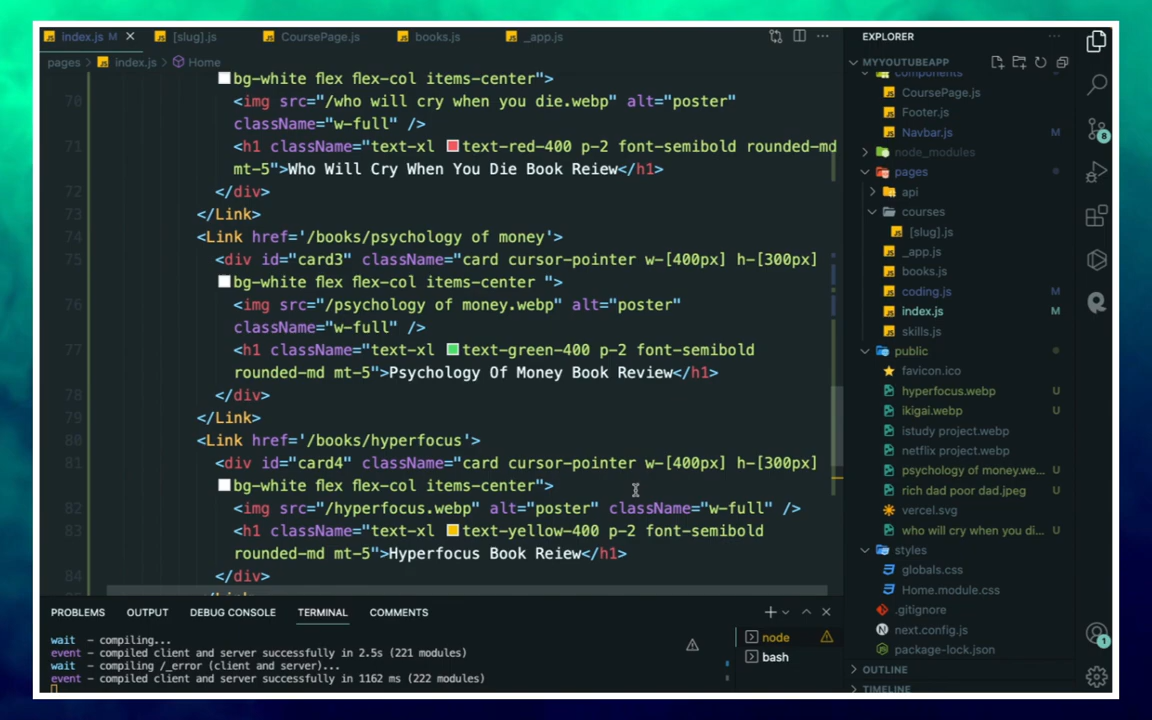 index.js M
[slug].js
CoursePage.js
books.js
_app.js
pages > index.js > Home
bg-white flex flex-col items-center">
70 <img src="/who will cry when you die.webp" alt="poster"
className="w-full" />
71 <h1 className="text-xl text-red-400 p-2 font-semibold rounded-md
mt-5">Who Will Cry When You Die Book Reiew</h1>
72 </div>
73 </Link>
74 <Link href='/books/psychology of money'>
75 <div id="card3" className="card cursor-pointer w-[400px] h-[300px]
bg-white flex flex-col items-center ">
76 <img src="/psychology of money.webp" alt="poster"
className="w-full" />
77 <h1 className="text-xl text-green-400 p-2 font-semibold
rounded-md mt-5">Psychology Of Money Book Review</h1>
78 </div>
79 </Link>
80 <Link href='/books/hyperfocus'>
81 <div id="card4" className="card cursor-pointer w-[400px] h-[300px]
bg-white flex flex-col items-center">
82 <img src="/hyperfocus.webp" alt="poster" className="w-full" />
83 <h1 className="text-xl text-yellow-400 p-2 font-semibold
rounded-md mt-5">Hyperfocus Book Reiew</h1>
84 </div>
PROBLEMS OUTPUT DEBUG CONSOLE TERMINAL COMMENTS
wait - compiling...
event - compiled client and server successfully in 2.5s (221 modules)
wait - compiling /_error (client and server)...
event - compiled client and server successfully in 1162 ms (222 modules)
node
bash
EXPLORER
MYYOUTUBEAPP
components
CoursePage.js
Footer.js
Navbar.js M
node_modules
pages
api
courses
[slug].js
_app.js
books.js
coding.js M
index.js M
skills.js
public
favicon.ico
hyperfocus.webp U
ikigai.webp U
istudy project.webp
netflix project.webp
psychology of money.we... U
rich dad poor dad.jpeg U
vercel.svg
who will cry when you di... U
styles
globals.css
Home.module.css
.gitignore
next.config.js
package-lock.json
OUTLINE
TIMELINE
8
1